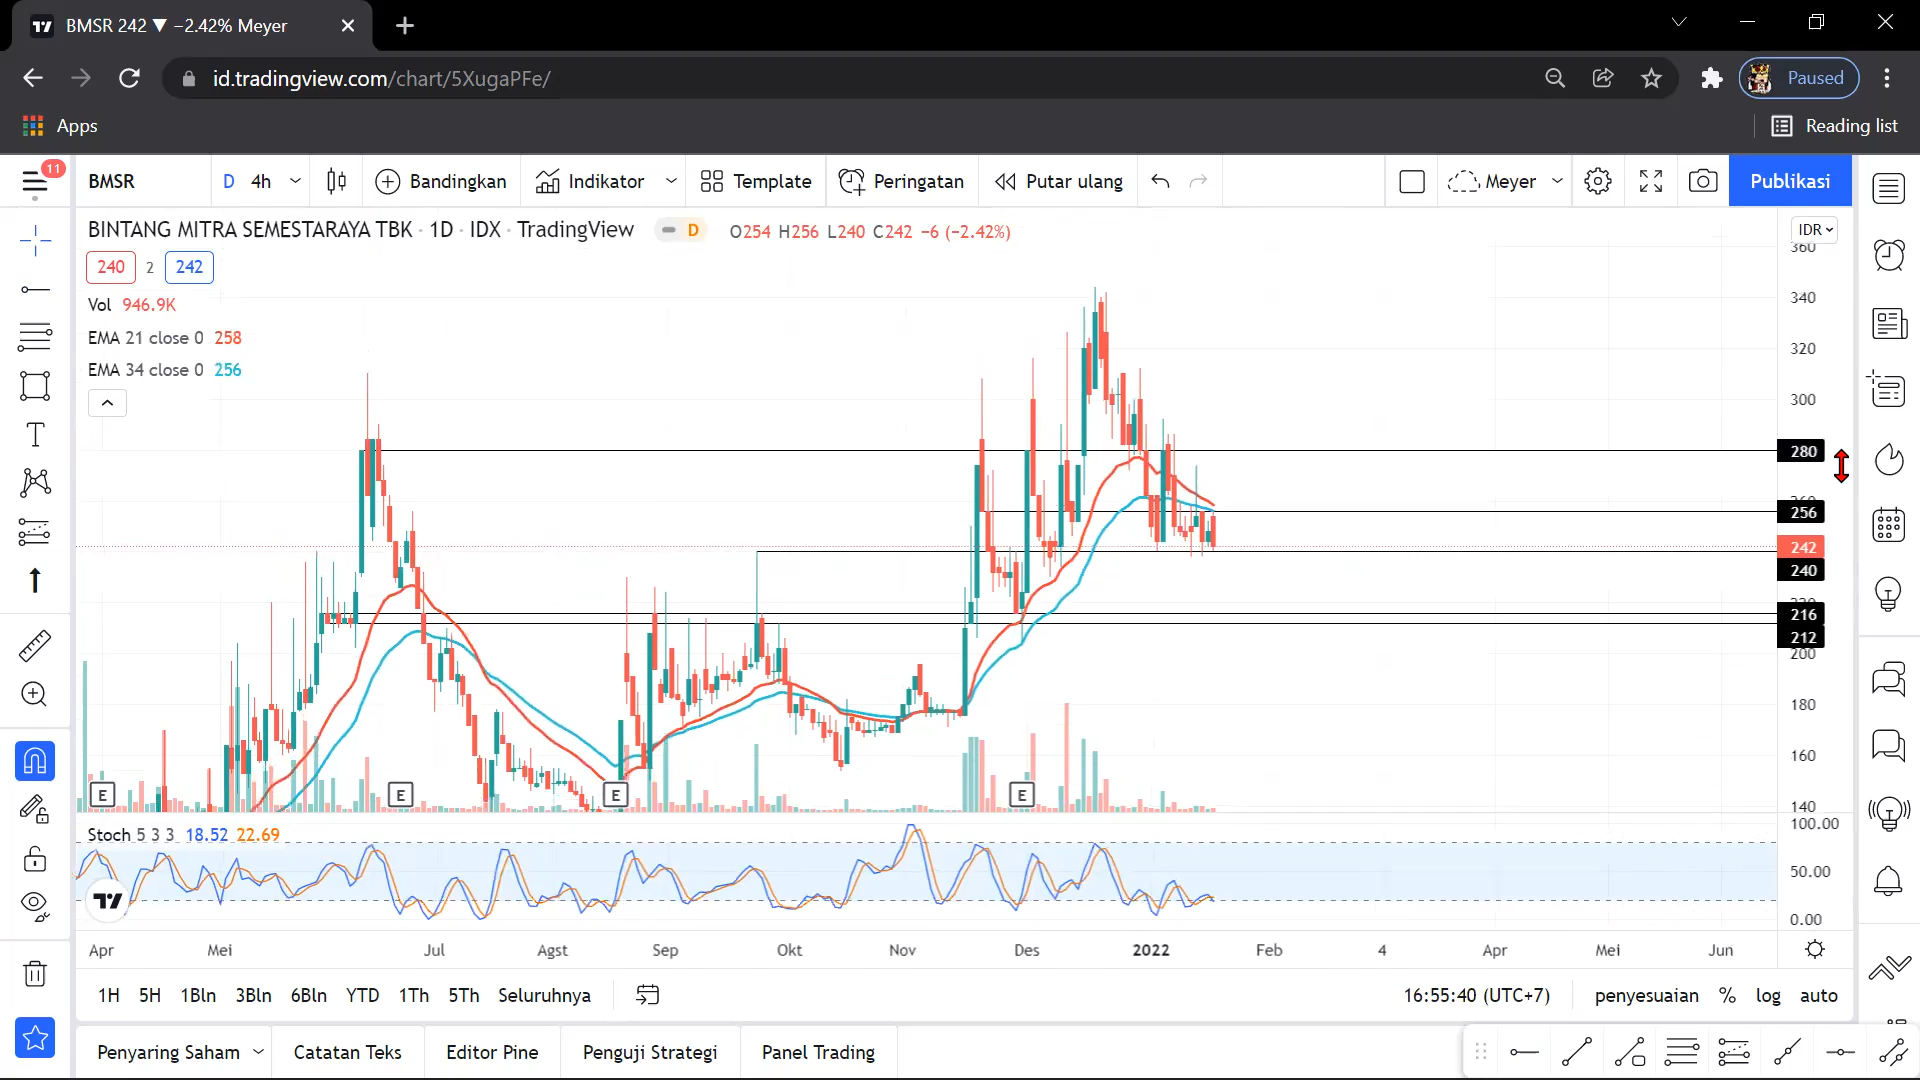 BMSR 242 ▼ −2.42% Meyer
id.tradingview.com/chart/5XugaPFe/
Paused
Apps
Reading list
11
BMSR
D 4h
Bandingkan
Indikator
Template
Peringatan
Putar ulang
Meyer
Publikasi
BINTANG MITRA SEMESTARAYA TBK · 1D · IDX · TradingView
D
O254 H256 L240 C242 −6 (−2.42%)
IDR
240 2 242
Vol 946.9K
EMA 21 close 0 258
EMA 34 close 0 256
360
340
320
300
280
260
256
242
240
220
216
212
200
180
160
140
E E E E
Stoch 5 3 3 18.52 22.69
100.00
50.00
0.00
Apr Mei Jul Agst Sep Okt Nov Des 2022 Feb 4 Apr Mei Jun
1H 5H 1Bln 3Bln 6Bln YTD 1Th 5Th Seluruhnya
16:55:40 (UTC+7)
penyesuaian % log auto
Penyaring Saham
Catatan Teks
Editor Pine
Penguji Strategi
Panel Trading